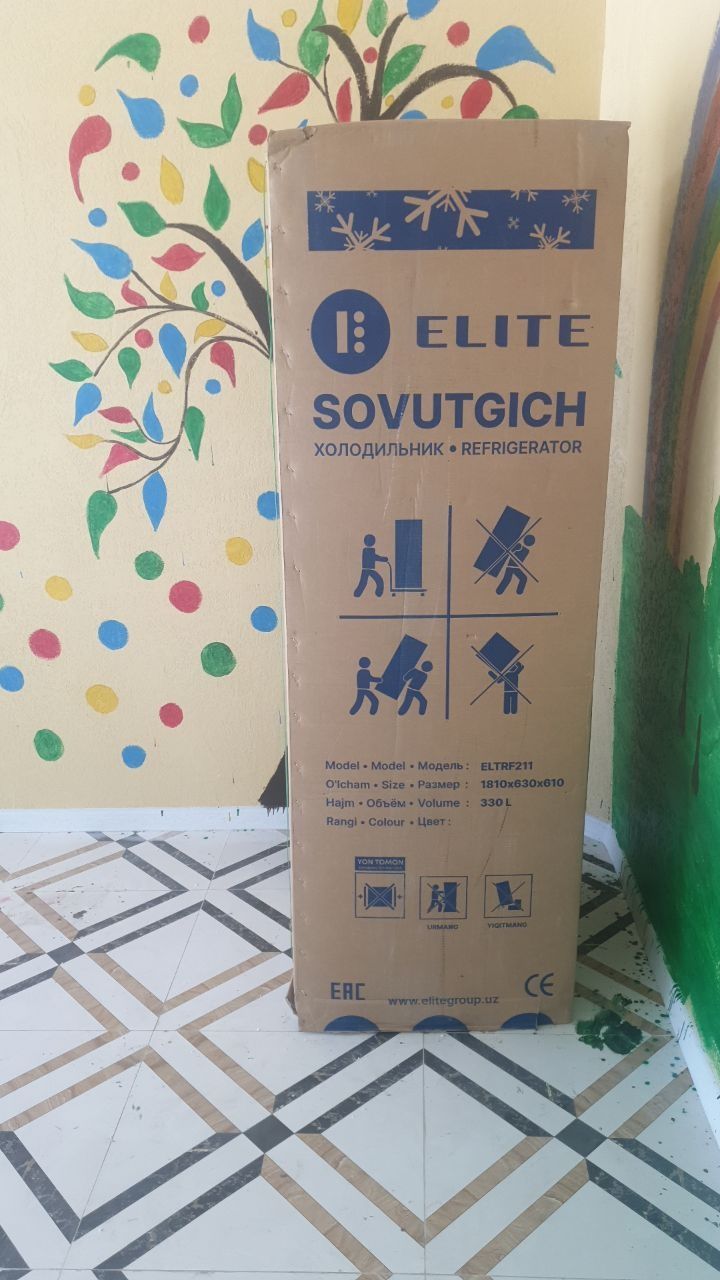 ELITE
SOVUTGICH
ХОЛОДИЛЬНИК • REFRIGERATOR
Model • Model • Модель : ELTRF211
O'lcham • Size • Размер : 1810x630x610
Hajm • Объём • Volume : 330 L
Rangi • Colour • Цвет :
YON TOMON
URMANG
YIQITMANG
EAC www.elitegroup.uz CE